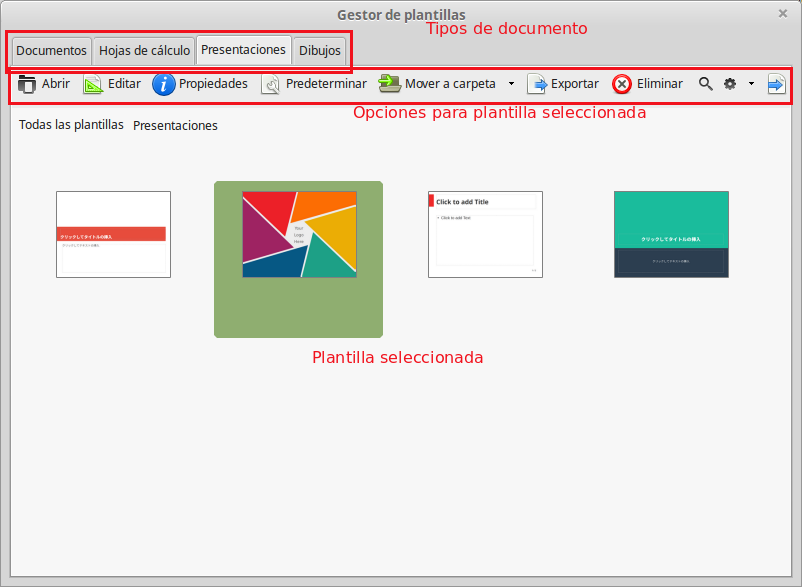 Gestor de plantillas
Tipos de documento
Documentos Hojas de cálculo Presentaciones Dibujos
Abrir Editar Propiedades Predeterminar Mover a carpeta Exportar Eliminar
Opciones para plantilla seleccionada
Todas las plantillas Presentaciones
クリックしてタイトルの挿入
クリックしてテキストの挿入
Your
Logo
Here
Click to add Title
Click to add Text
クリックしてタイトルの挿入
クリックしてテキストの挿入
Plantilla seleccionada